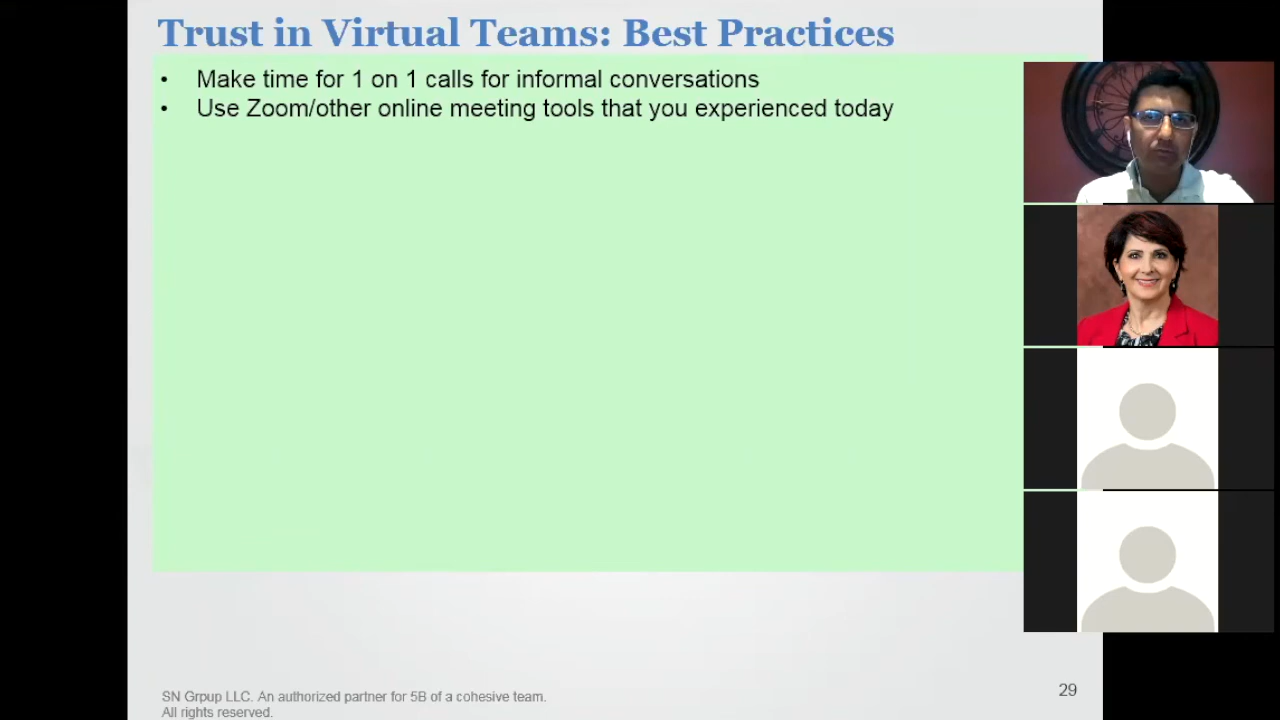 Trust in Virtual Teams: Best Practices
• Make time for 1 on 1 calls for informal conversations
• Use Zoom/other online meeting tools that you experienced today
SN Grpup LLC. An authorized partner for 5B of a cohesive team.
All rights reserved.
29